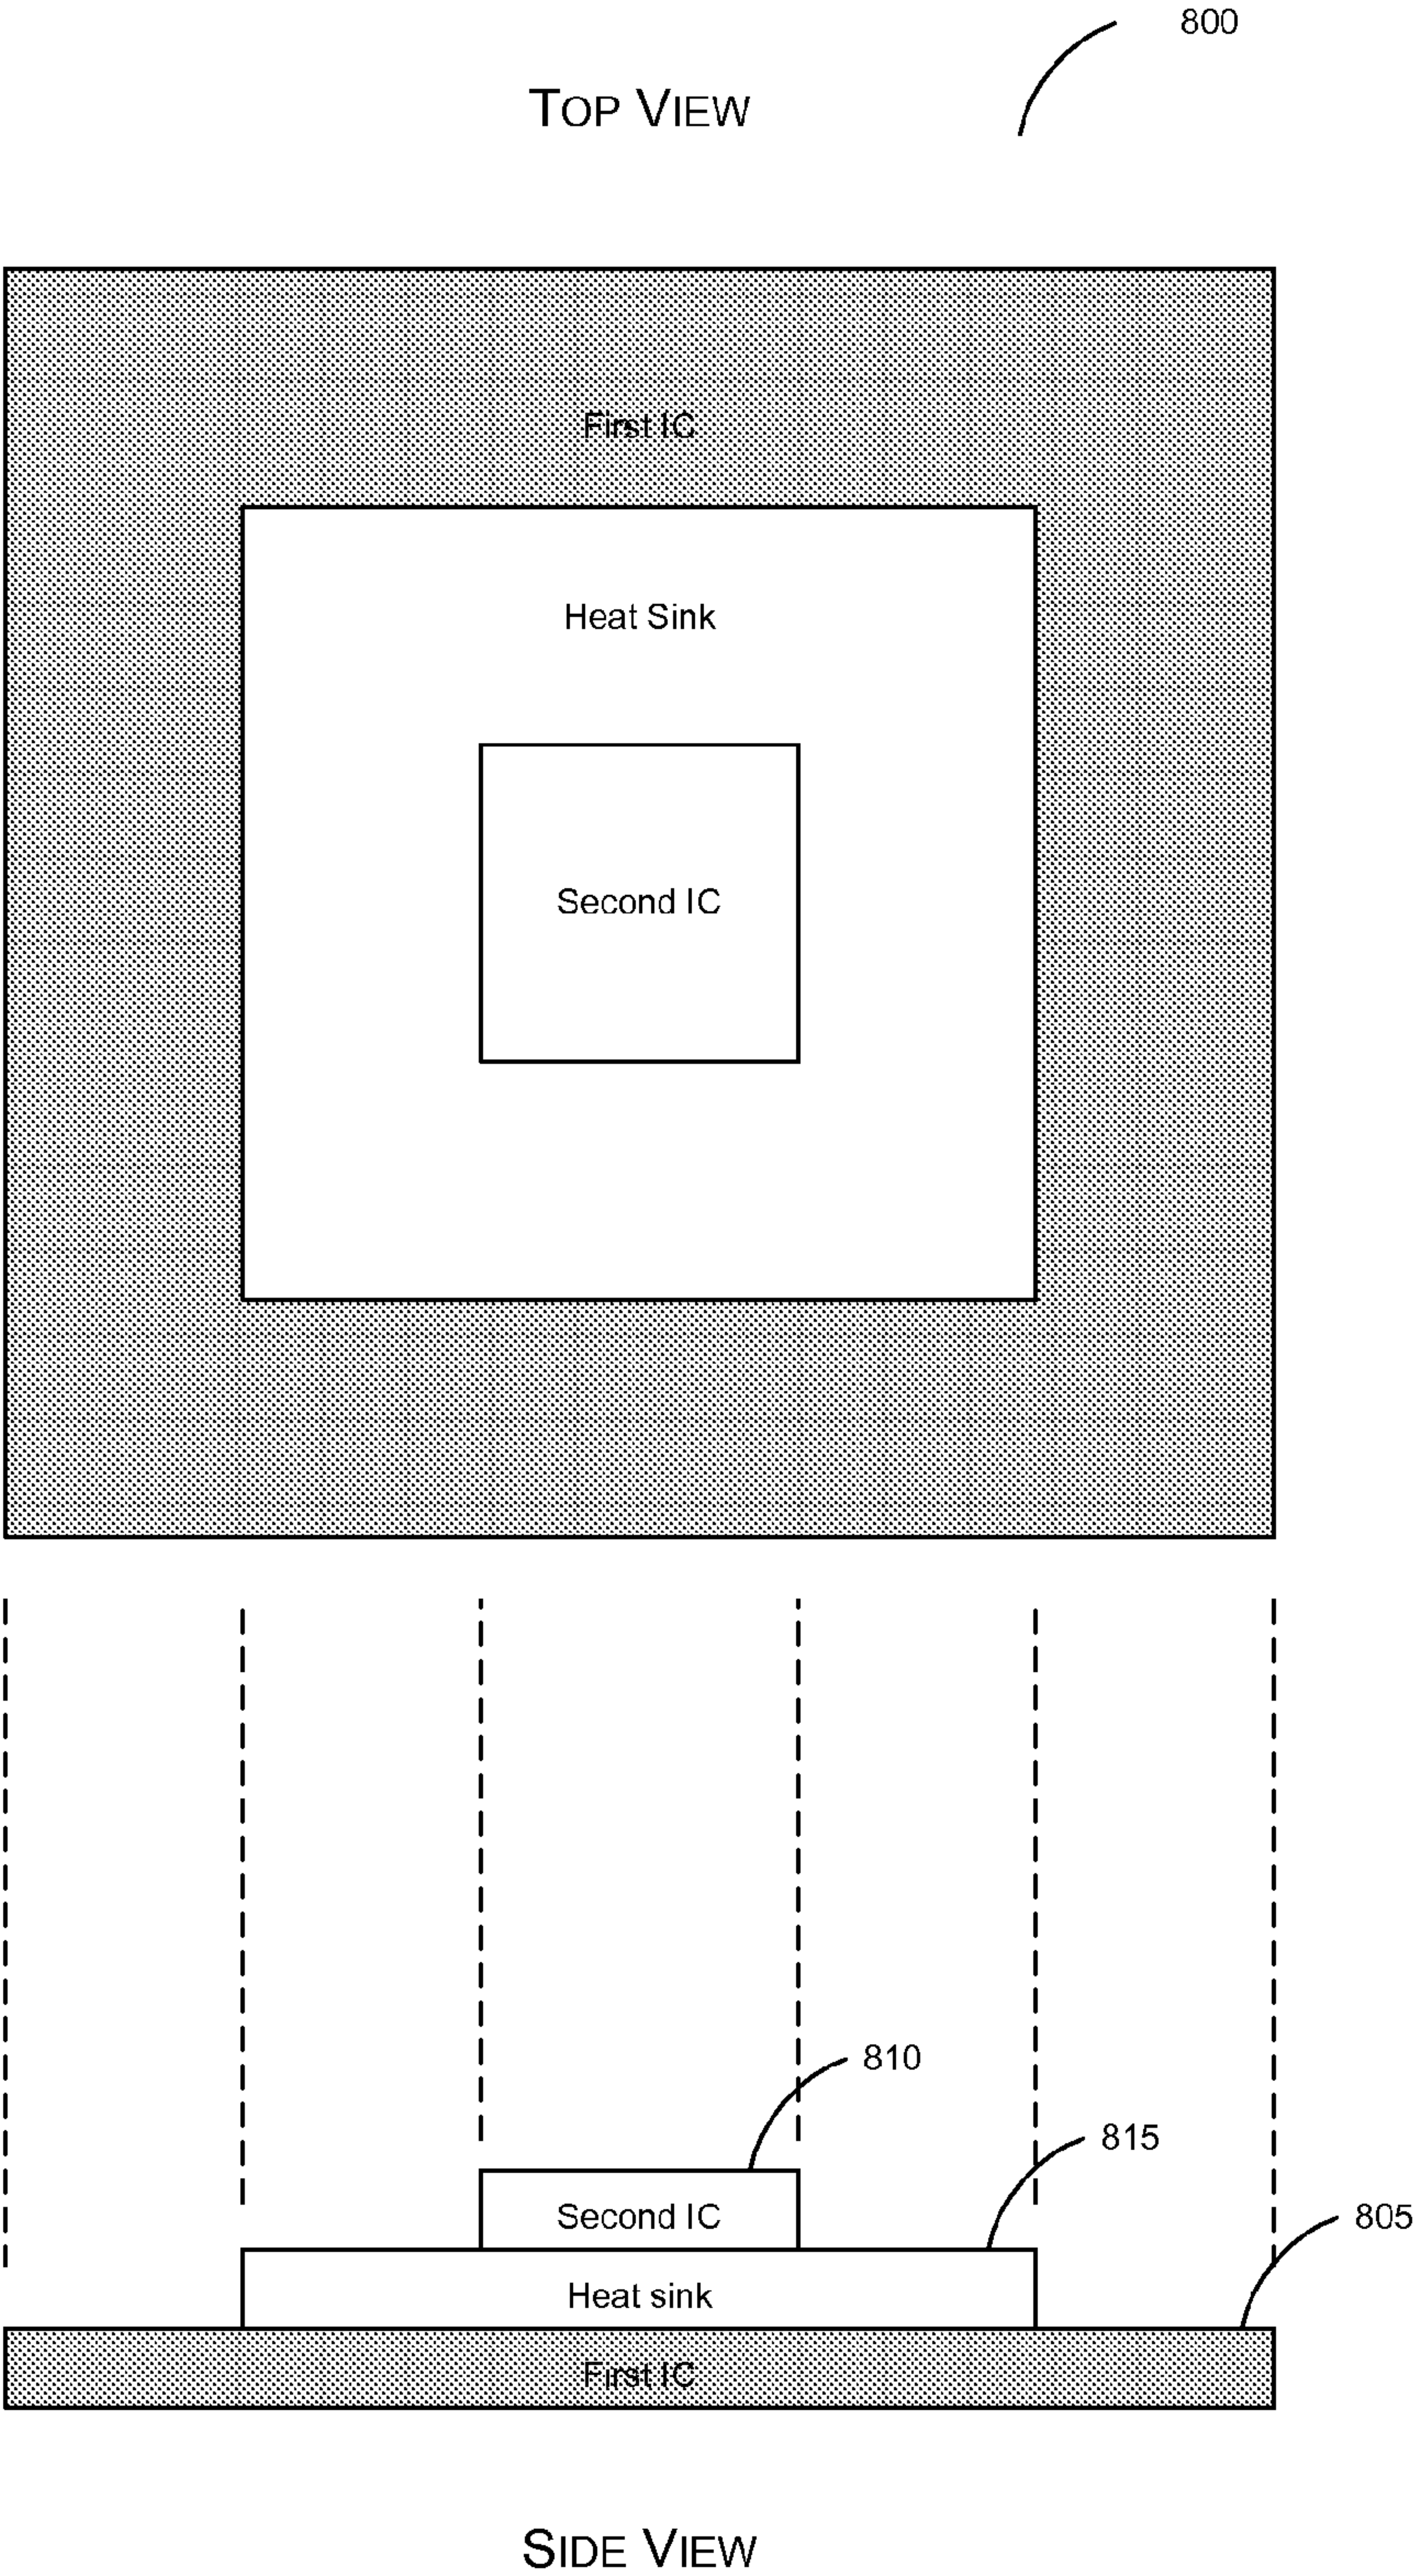 800
TOP VIEW
First IC
Heat Sink
Second IC
810
815
Second IC
805
Heat sink
First IC
SIDE VIEW